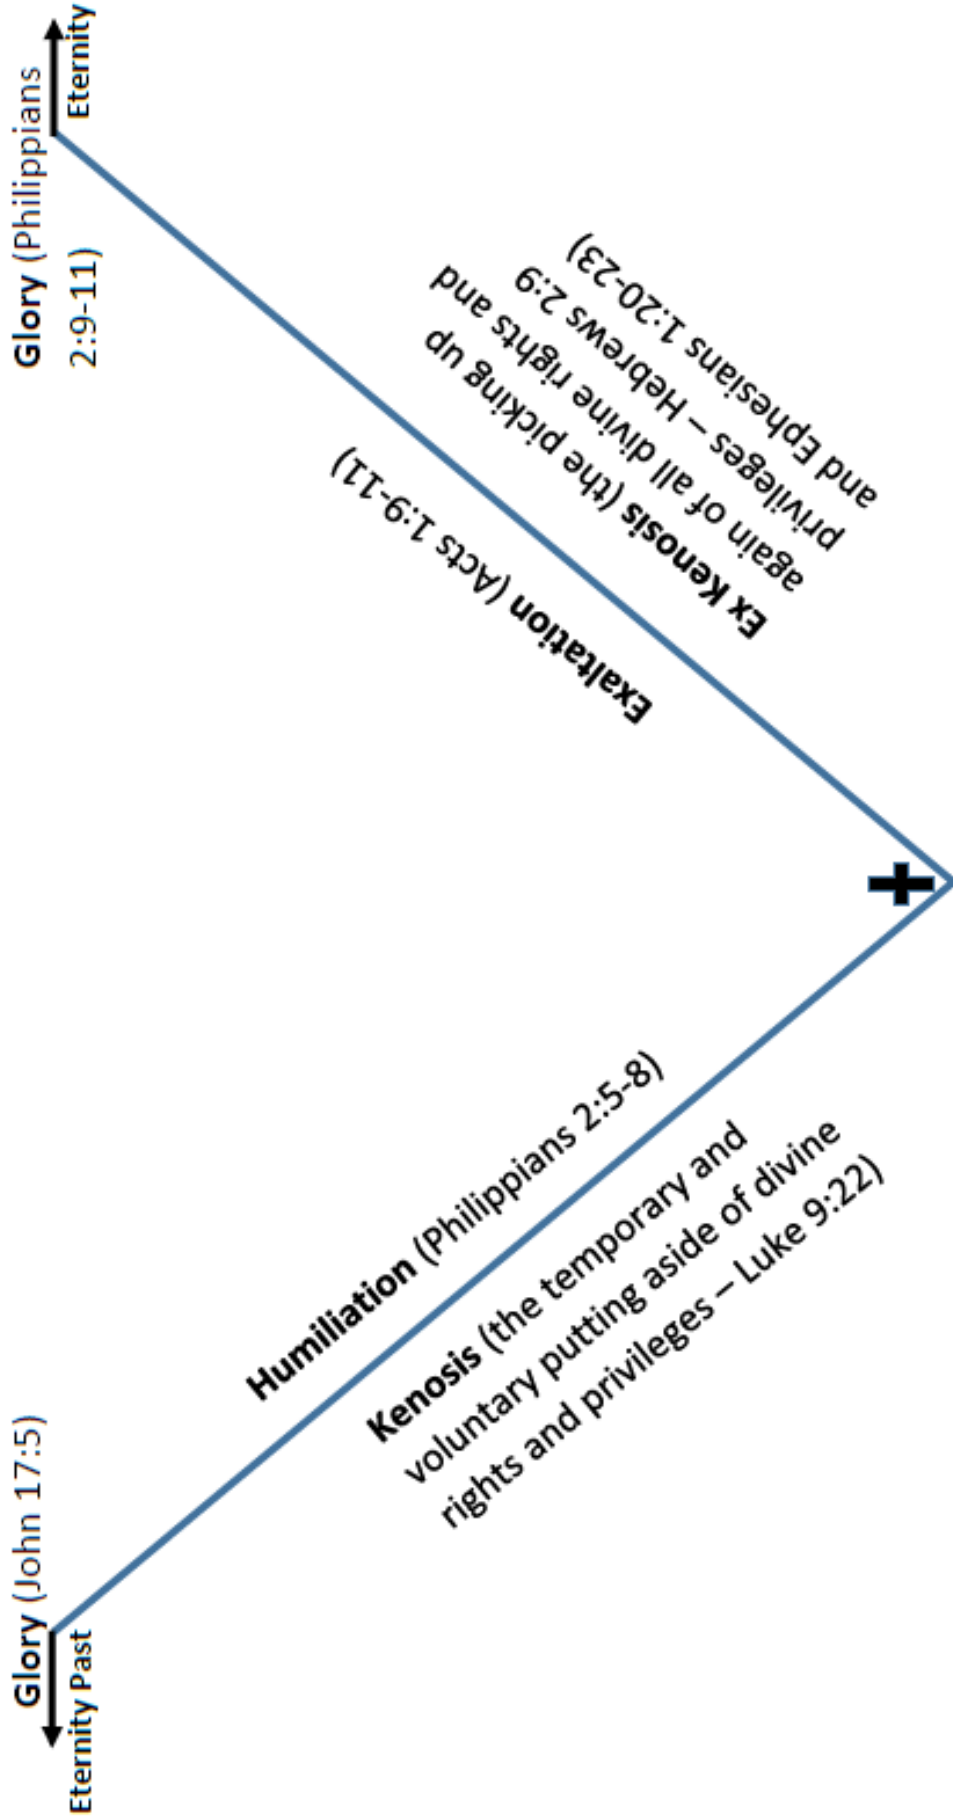 Glory (John 17:5)
Eternity Past
Humiliation (Philippians 2:5-8)
Kenosis (the temporary and
voluntary putting aside of divine
rights and privileges – Luke 9:22)
Exaltation (Acts 1:9-11)
Ex Kenosis (the picking up
again of all divine rights and
privileges – Hebrews 2:9
and Ephesians 1:20-23)
Glory (Philippians
2:9-11)
Eternity